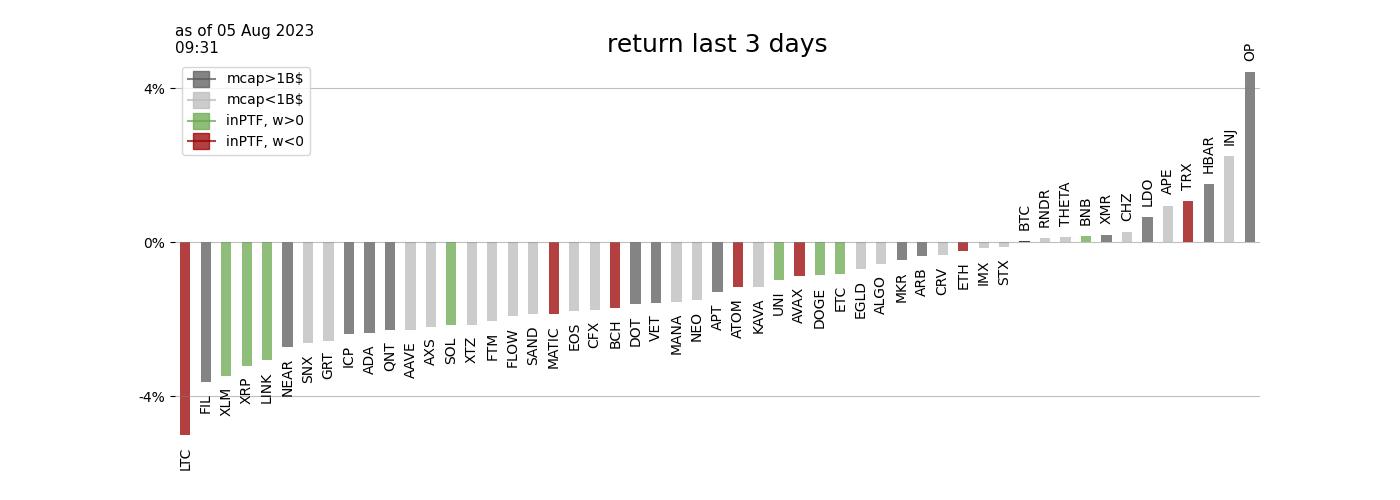 as of 05 Aug 2023
09:31
return last 3 days
mcap>1B$
mcap<1B$
inPTF, w>0
inPTF, w<0
4%
0%
-4%
LTC
FIL
XLM
XRP
LINK
NEAR
SNX
GRT
ICP
ADA
QNT
AAVE
AXS
SOL
XTZ
FTM
FLOW
SAND
MATIC
EOS
CFX
BCH
DOT
VET
MANA
NEO
APT
ATOM
KAVA
UNI
AVAX
DOGE
ETC
EGLD
ALGO
MKR
ARB
CRV
ETH
IMX
STX
BTC
RNDR
THETA
BNB
XMR
CHZ
LDO
APE
TRX
HBAR
INJ
OP